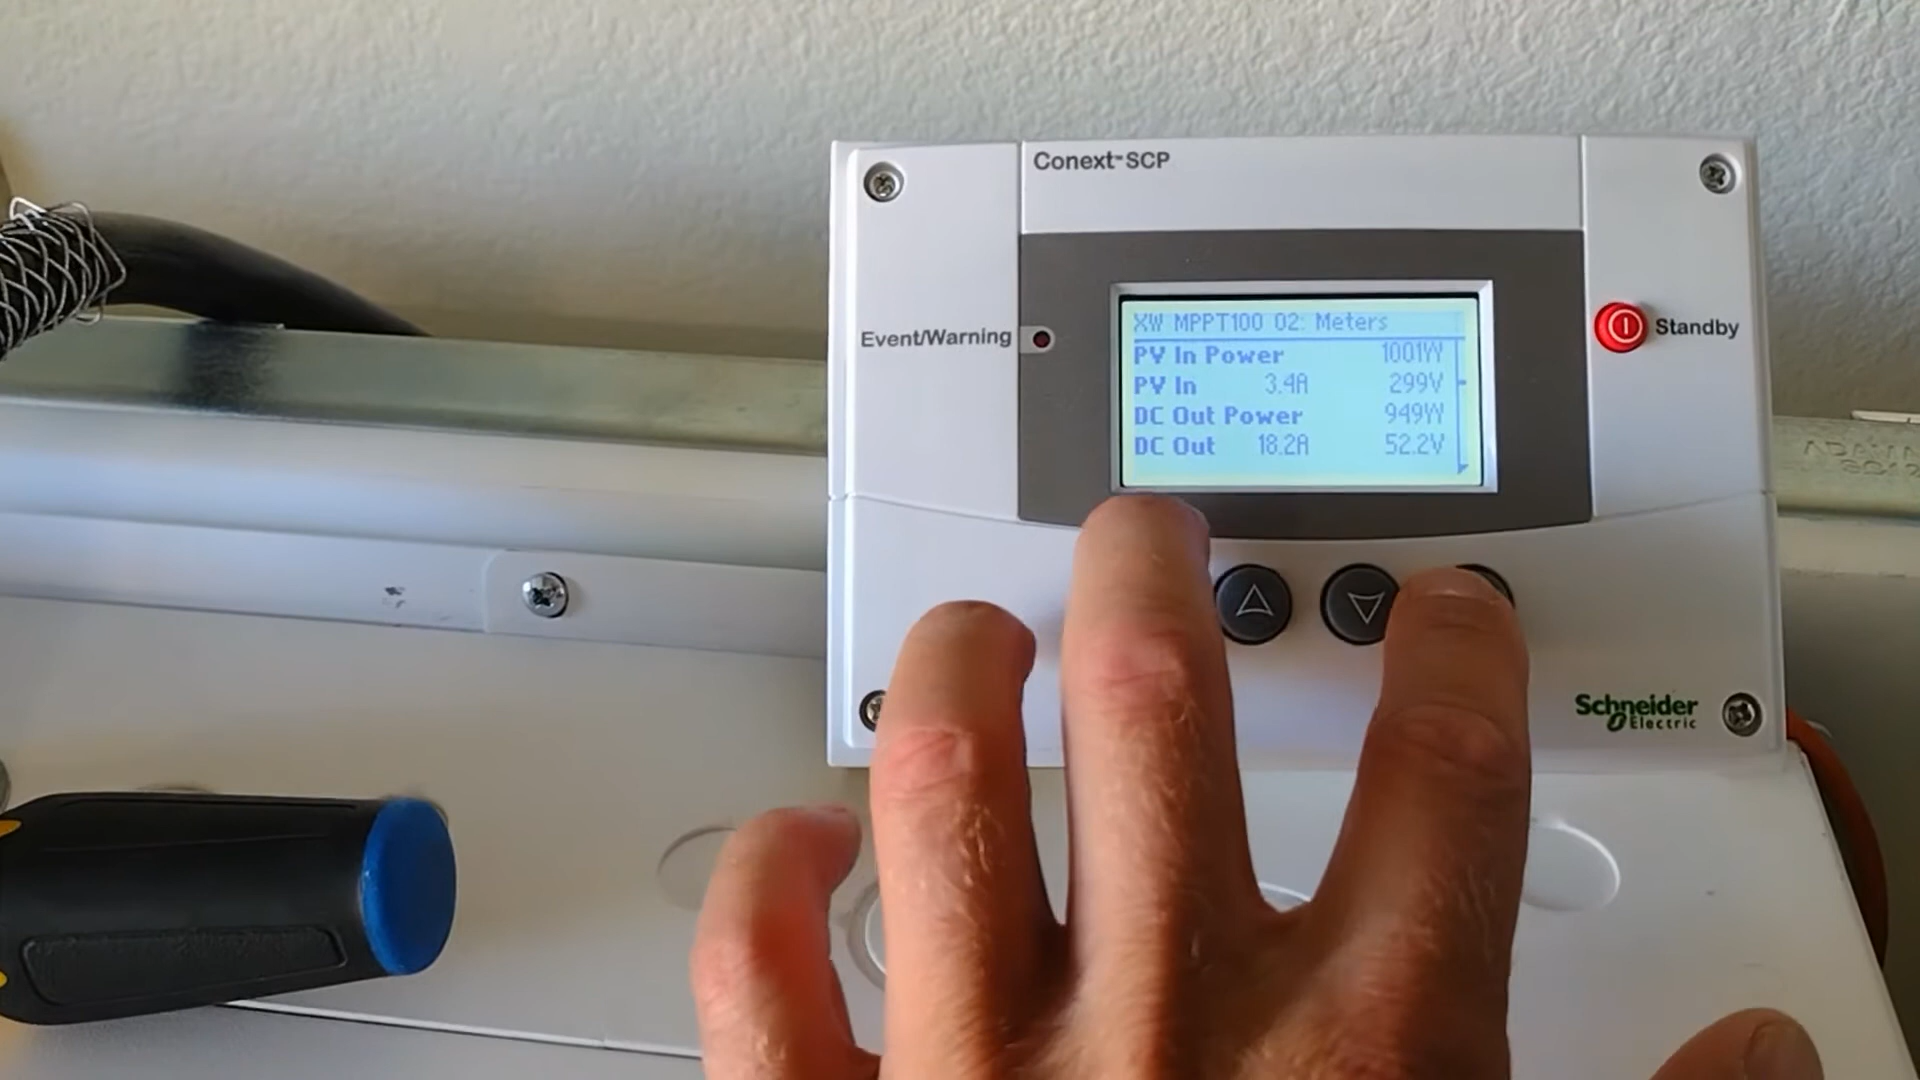 Conext™ SCP
Event/Warning
Standby
XW MPPT100 02: Meters
PV In Power 1001W
PV In 3.4A 299V
DC Out Power 949W
DC Out 18.2A 52.2V
Schneider
Electric